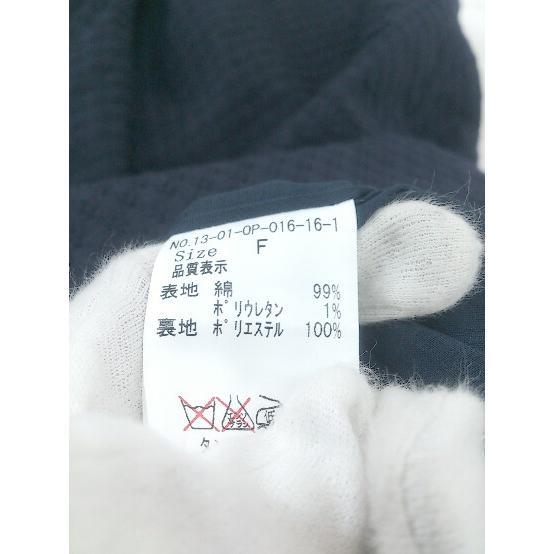 NO.13-01-OP-016-16-1
Size F
品質表示
表地 綿 99%
ポリウレタン 1%
裏地 ポリエステル 100%
低